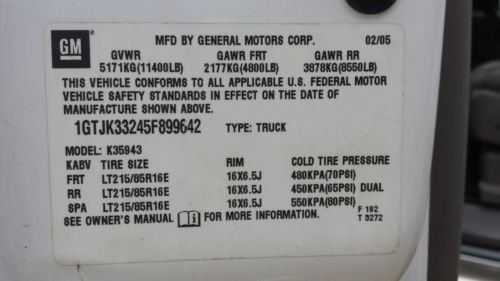 GM
MFD BY GENERAL MOTORS CORP. 02/05
GVWR GAWR FRT GAWR RR
5171KG(11400LB) 2177KG(4800LB) 3878KG(8550LB)
THIS VEHICLE CONFORMS TO ALL APPLICABLE U.S. FEDERAL MOTOR
VEHICLE SAFETY STANDARDS IN EFFECT ON THE DATE OF
MANUFACTURE SHOWN ABOVE.
1GTJK33245F899642 TYPE: TRUCK
MODEL: K35943
KABV TIRE SIZE RIM COLD TIRE PRESSURE
FRT LT215/85R16E 16X6.5J 480KPA(70PSI)
RR LT215/85R16E 16X6.5J 450KPA(65PSI) DUAL
SPA LT215/85R16E 16X6.5J 550KPA(80PSI)
SEE OWNER'S MANUAL i FOR MORE INFORMATION.
F 192
T 3272